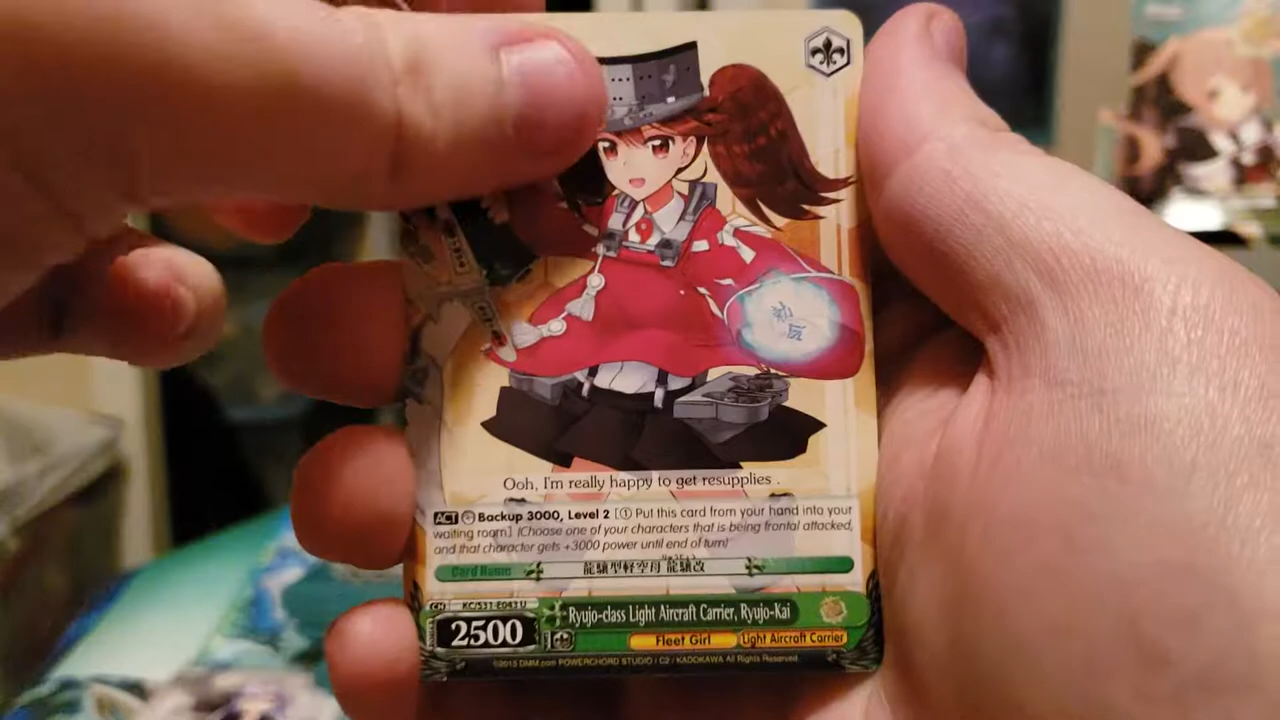 勅令
Ooh, I'm really happy to get resupplies .
ACT Backup 3000, Level 2 [① Put this card from your hand into your
waiting room] (Choose one of your characters that is being frontal attacked,
and that character gets +3000 power until end of turn)
Card Name 龍驤型軽空母 龍驤改
KC/S31-E043 U
Ryujo-class Light Aircraft Carrier, Ryujo-Kai
2500
Fleet Girl Light Aircraft Carrier
©2013 DMM.com POWERCHORD STUDIO / C2 / KADOKAWA All Rights Reserved.